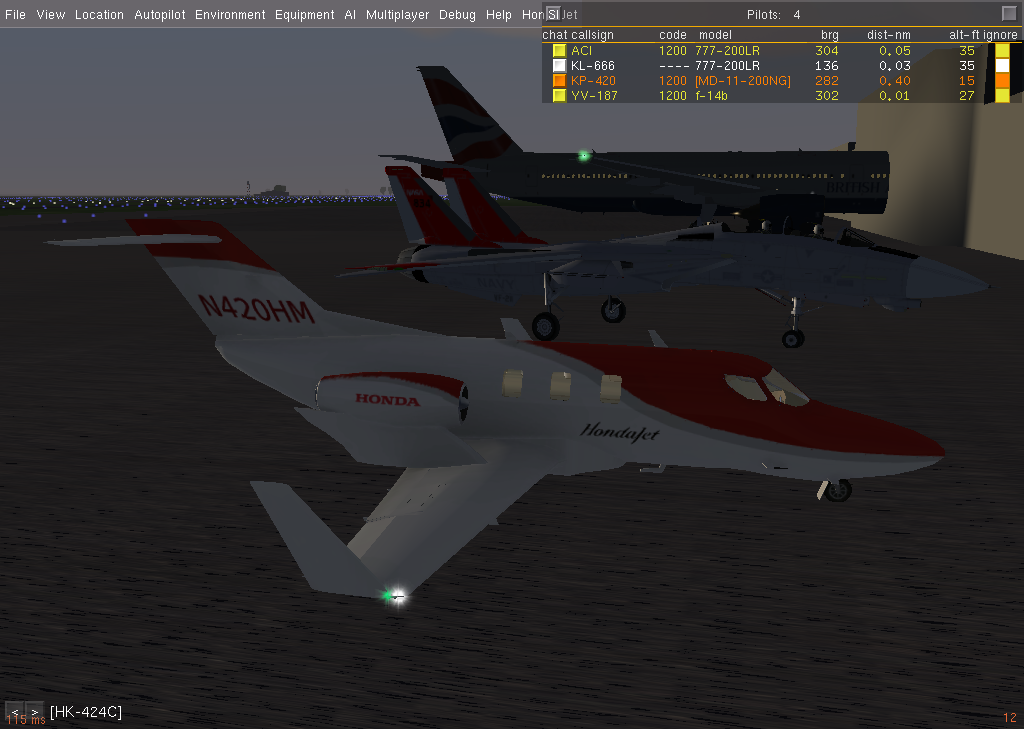 File View Location Autopilot Environment Equipment AI Multiplayer Debug Help HondaJet
SI
Pilots: 4
chat callsign code model brg dist-nm alt-ft ignore
ACI 1200 777-200LR 304 0.05 35
KL-666 ---- 777-200LR 136 0.03 35
KP-420 1200 [MD-11-200NG] 282 0.40 15
YV-187 1200 f-14b 302 0.01 27
BRITISH
NAVY
N420HM
HONDA
HondaJet
< > [HK-424C]
115 ms
12